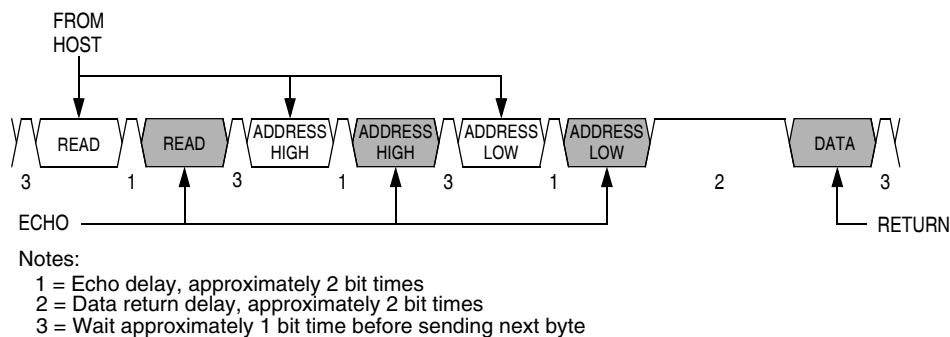 FROM
HOST
READ READ ADDRESS HIGH ADDRESS HIGH ADDRESS LOW ADDRESS LOW DATA
3 1 3 1 3 1 2 3
ECHO RETURN
Notes:
1 = Echo delay, approximately 2 bit times
2 = Data return delay, approximately 2 bit times
3 = Wait approximately 1 bit time before sending next byte